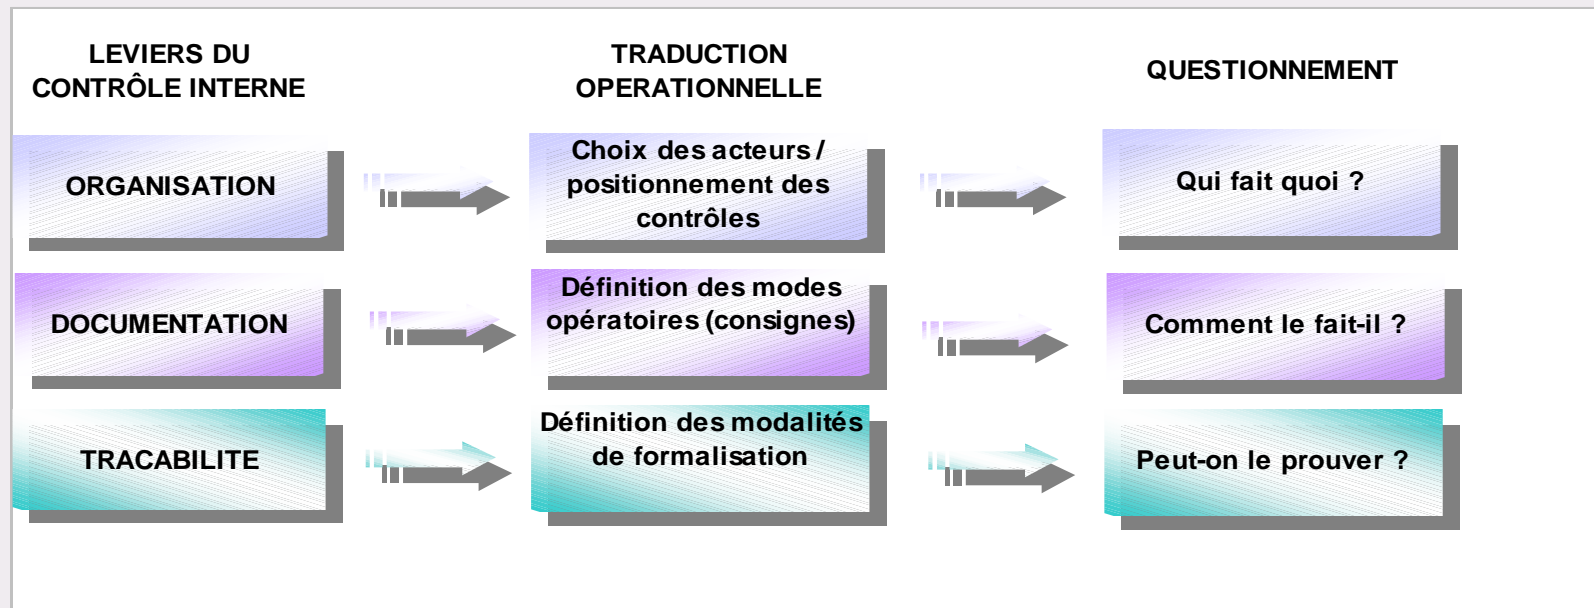 LEVIERS DU
CONTRÔLE INTERNE
TRADUCTION
OPERATIONNELLE
QUESTIONNEMENT
ORGANISATION
Choix des acteurs /
positionnement des
contrôles
Qui fait quoi ?
DOCUMENTATION
Définition des modes
opératoires (consignes)
Comment le fait-il ?
TRACABILITE
Définition des modalités
de formalisation
Peut-on le prouver ?